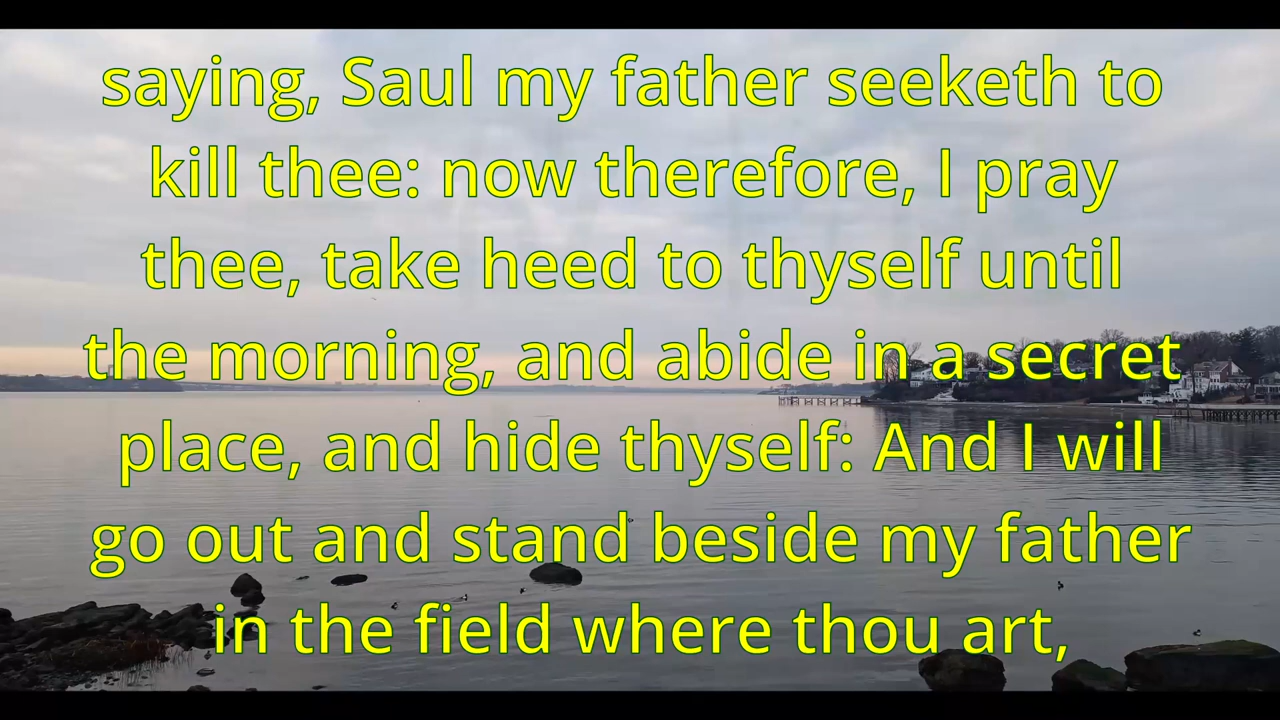 saying, Saul my father seeketh to
kill thee: now therefore, I pray
thee, take heed to thyself until
the morning, and abide in a secret
place, and hide thyself: And I will
go out and stand beside my father
in the field where thou art,